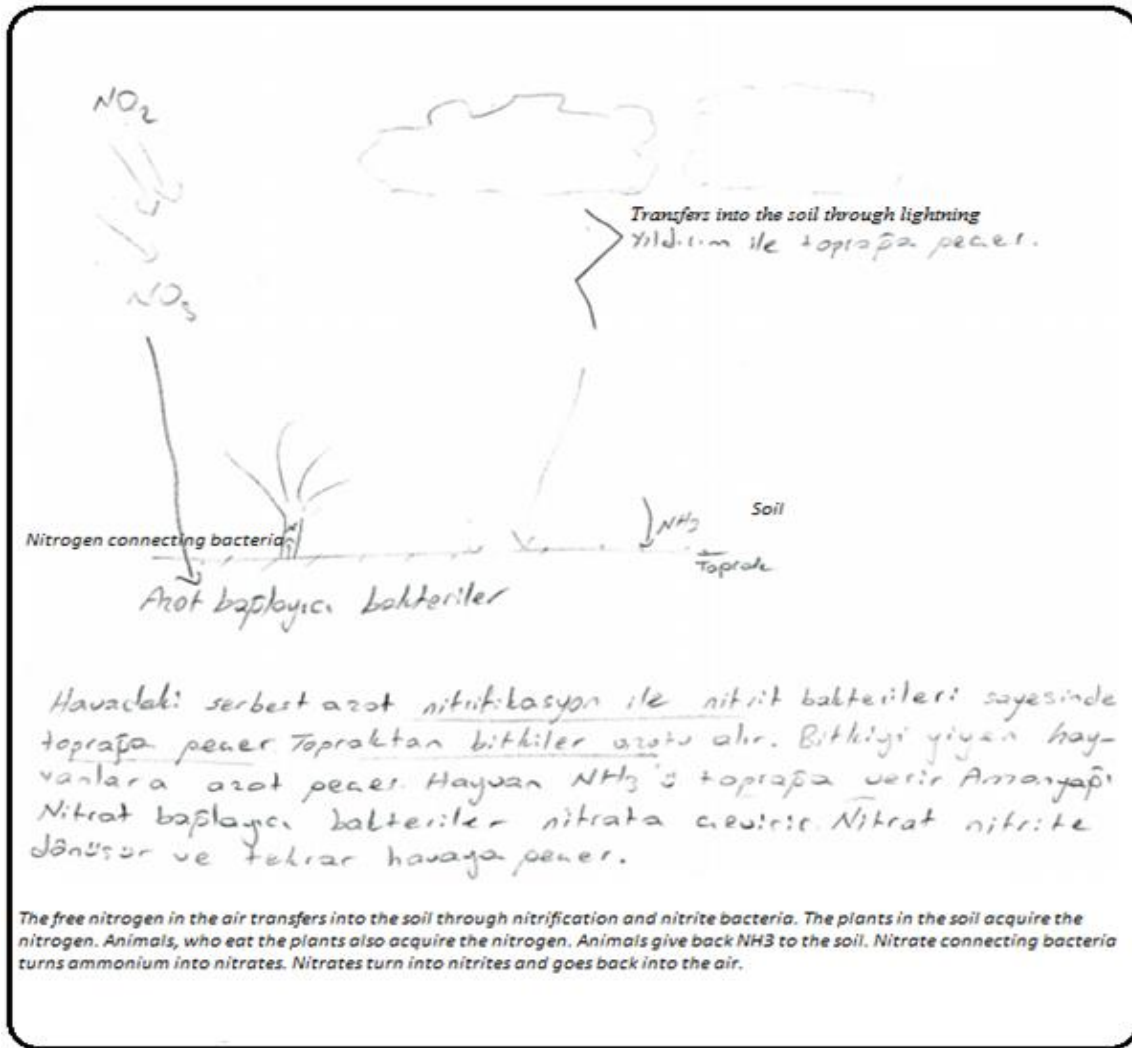 NO2
Transfers into the soil through lightning
Yıldırım ile toprağa geçer.
NO3
Soil
NH3
Nitrogen connecting bacteria
Toprak
Azot bağlayıcı bakteriler
Havadaki serbest azot nitrifikasyon ile nitrit bakterileri sayesinde
toprağa geçer. Topraktan bitkiler azotu alır. Bitkiyi yiyen hay-
vanlara azot geçer. Hayvan NH3'ü toprağa verir. Amonyağı
Nitrat bağlayıcı bakteriler nitrata çevirir. Nitrat nitrite
dönüşür ve tekrar havaya geçer.
The free nitrogen in the air transfers into the soil through nitrification and nitrite bacteria. The plants in the soil acquire the
nitrogen. Animals, who eat the plants also acquire the nitrogen. Animals give back NH3 to the soil. Nitrate connecting bacteria
turns ammonium into nitrates. Nitrates turn into nitrites and goes back into the air.